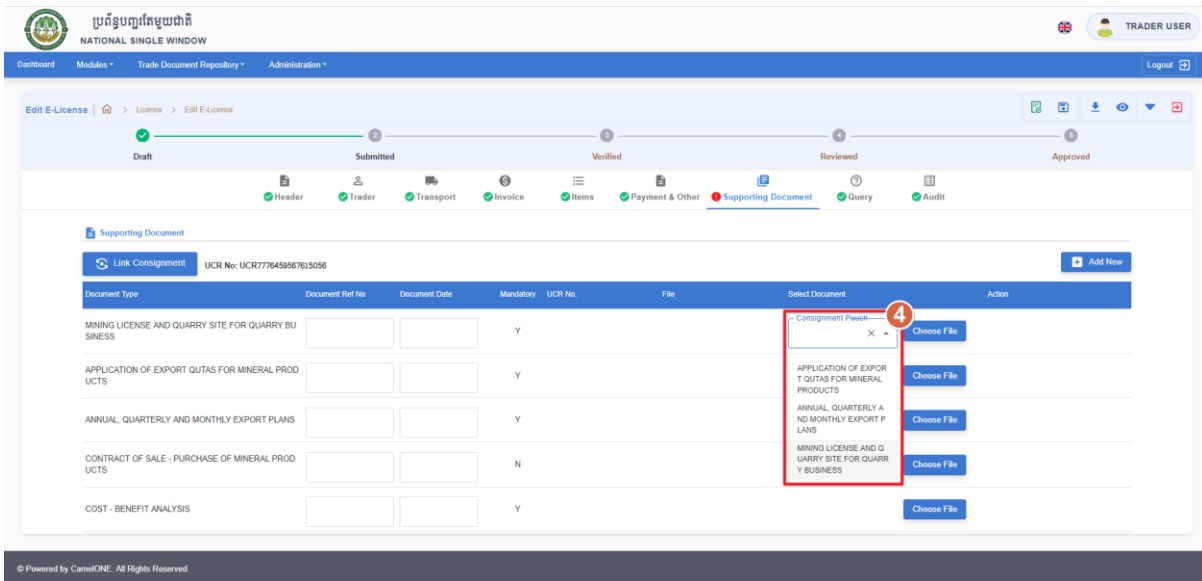 ប្រព័ន្ធបញ្ជរតែមួយជាតិ
NATIONAL SINGLE WINDOW
TRADER USER
Dashboard Modules Trade Document Repository Administration Logout
Edit E-License | > License > Edit E-License
2 3 4 5
Draft Submitted Verified Reviewed Approved
Header Trader Transport Invoice Items Payment & Other Supporting Document Query Audit
Supporting Document
Link Consignment UCR No: UCR7776459567615056 Add New
Document Type Document Ref No Document Date Mandatory UCR No. File Select Document Action
MINING LICENSE AND QUARRY SITE FOR QUARRY BU
SINESS
Y
Consignment Pouch
4
Choose File
APPLICATION OF EXPORT QUTAS FOR MINERAL PROD
UCTS
Y
Choose File
ANNUAL, QUARTERLY AND MONTHLY EXPORT PLANS
Y
Choose File
CONTRACT OF SALE - PURCHASE OF MINERAL PROD
UCTS
N
Choose File
COST - BENEFIT ANALYSIS
Y
Choose File
APPLICATION OF EXPOR
T QUTAS FOR MINERAL
PRODUCTS
ANNUAL, QUARTERLY A
ND MONTHLY EXPORT P
LANS
MINING LICENSE AND Q
UARRY SITE FOR QUARR
Y BUSINESS
© Powered by CamelONE. All Rights Reserved.